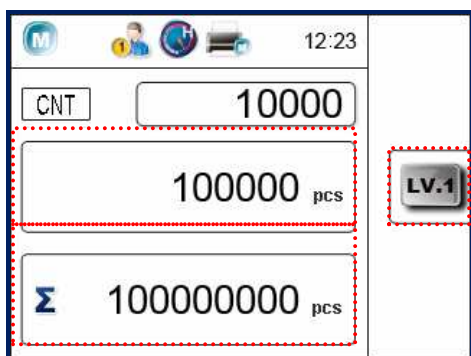 M 1 H 12:23
CNT 10000
100000 pcs
LV.1
Σ 100000000 pcs